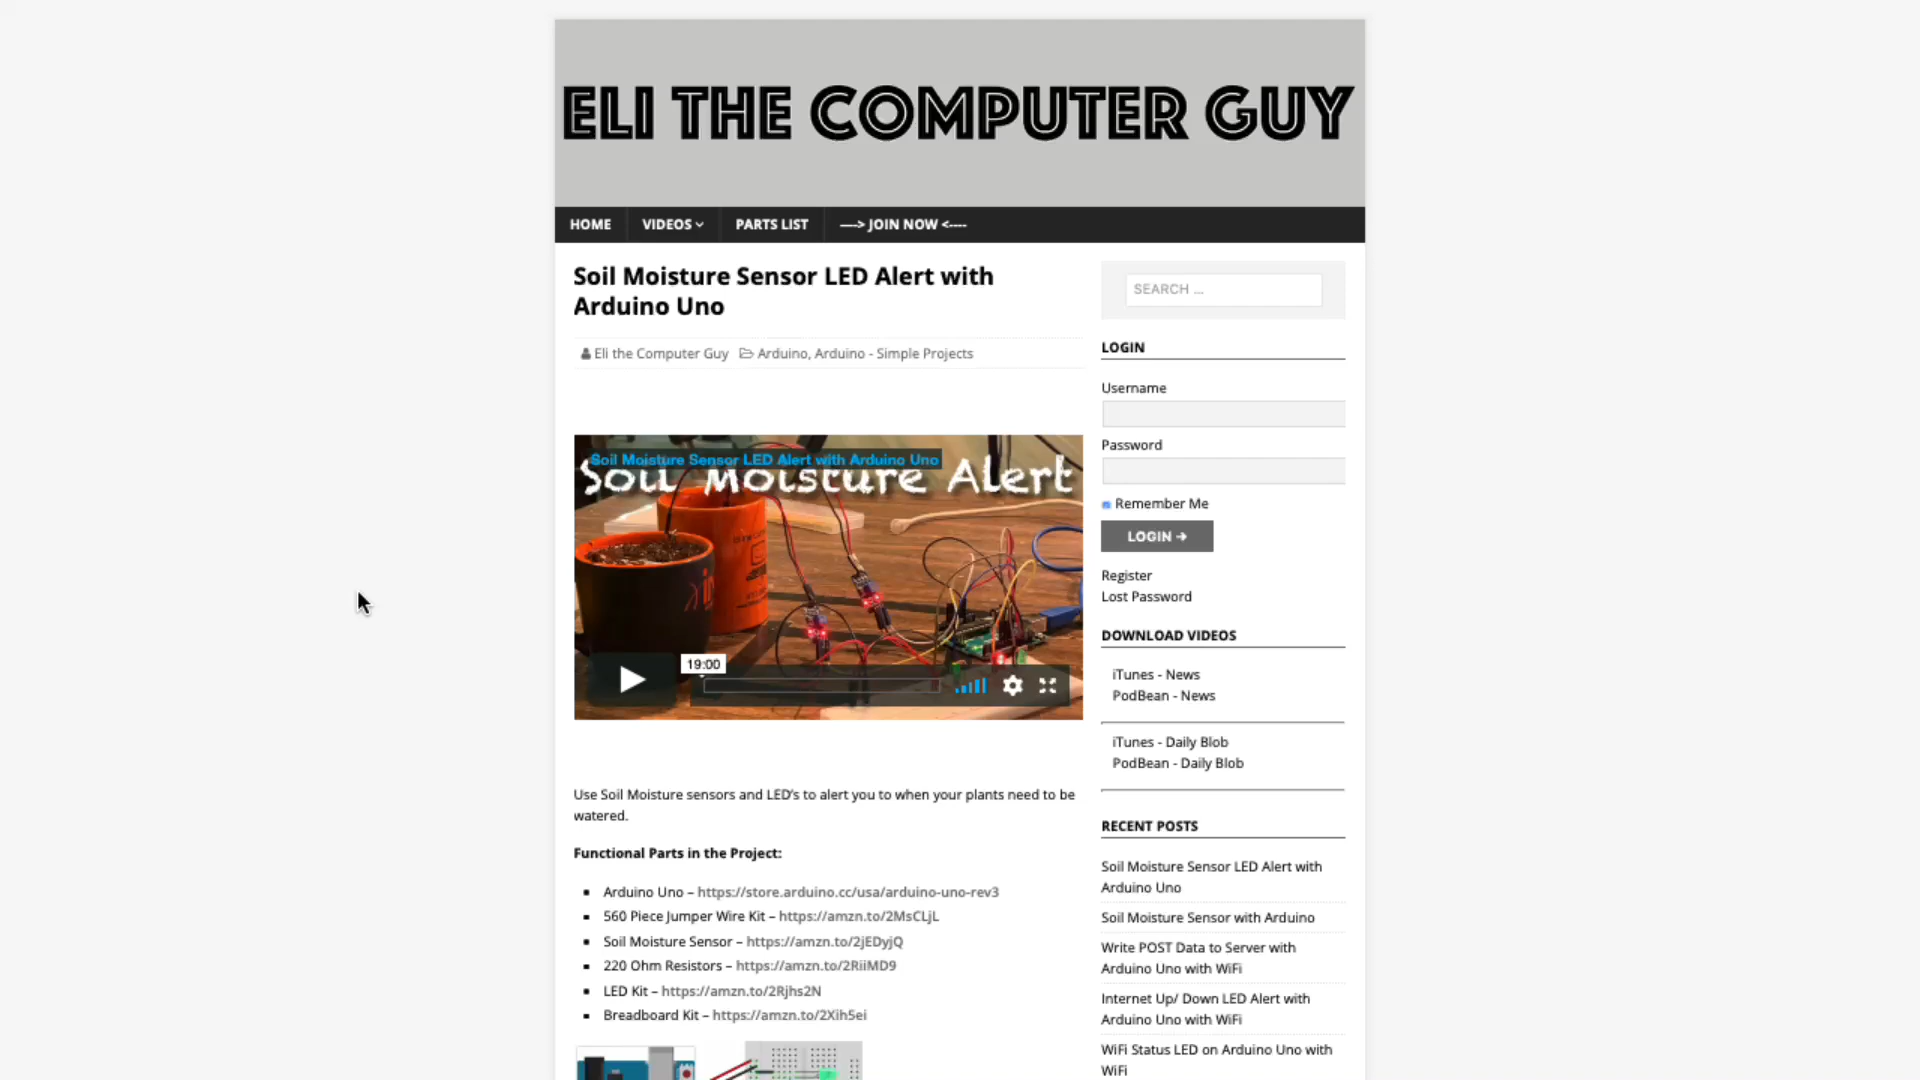 ELI THE COMPUTER GUY
HOME VIDEOS PARTS LIST ----> JOIN NOW <----
Soil Moisture Sensor LED Alert with
Arduino Uno
Eli the Computer Guy Arduino, Arduino - Simple Projects
Soil Moisture Sensor LED Alert with Arduino Uno
Soil Moisture Alert
19:00
Use Soil Moisture sensors and LED's to alert you to when your plants need to be
watered.
Functional Parts in the Project:
Arduino Uno – https://store.arduino.cc/usa/arduino-uno-rev3
560 Piece Jumper Wire Kit – https://amzn.to/2MsCLjL
Soil Moisture Sensor – https://amzn.to/2jEDyjQ
220 Ohm Resistors – https://amzn.to/2RiiMD9
LED Kit – https://amzn.to/2Rjhs2N
Breadboard Kit – https://amzn.to/2Xih5ei
SEARCH ...
LOGIN
Username
Password
Remember Me
LOGIN →
Register
Lost Password
DOWNLOAD VIDEOS
iTunes - News
PodBean - News
iTunes - Daily Blob
PodBean - Daily Blob
RECENT POSTS
Soil Moisture Sensor LED Alert with
Arduino Uno
Soil Moisture Sensor with Arduino
Write POST Data to Server with
Arduino Uno with WiFi
Internet Up/ Down LED Alert with
Arduino Uno with WiFi
WiFi Status LED on Arduino Uno with
WiFi